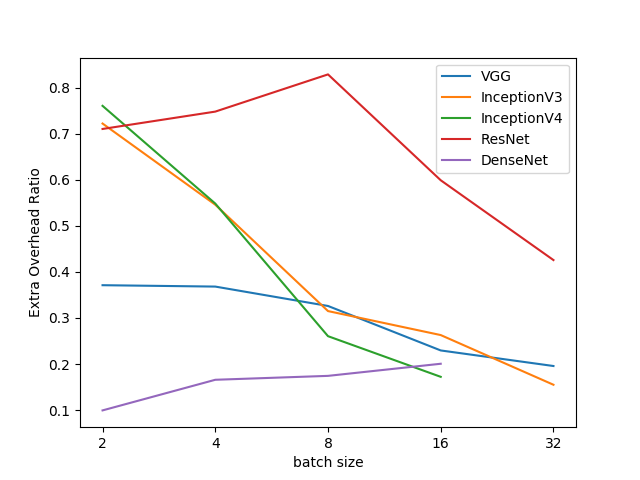 VGG
InceptionV3
InceptionV4
ResNet
DenseNet
Extra Overhead Ratio
0.8
0.7
0.6
0.5
0.4
0.3
0.2
0.1
2 4 8 16 32
batch size